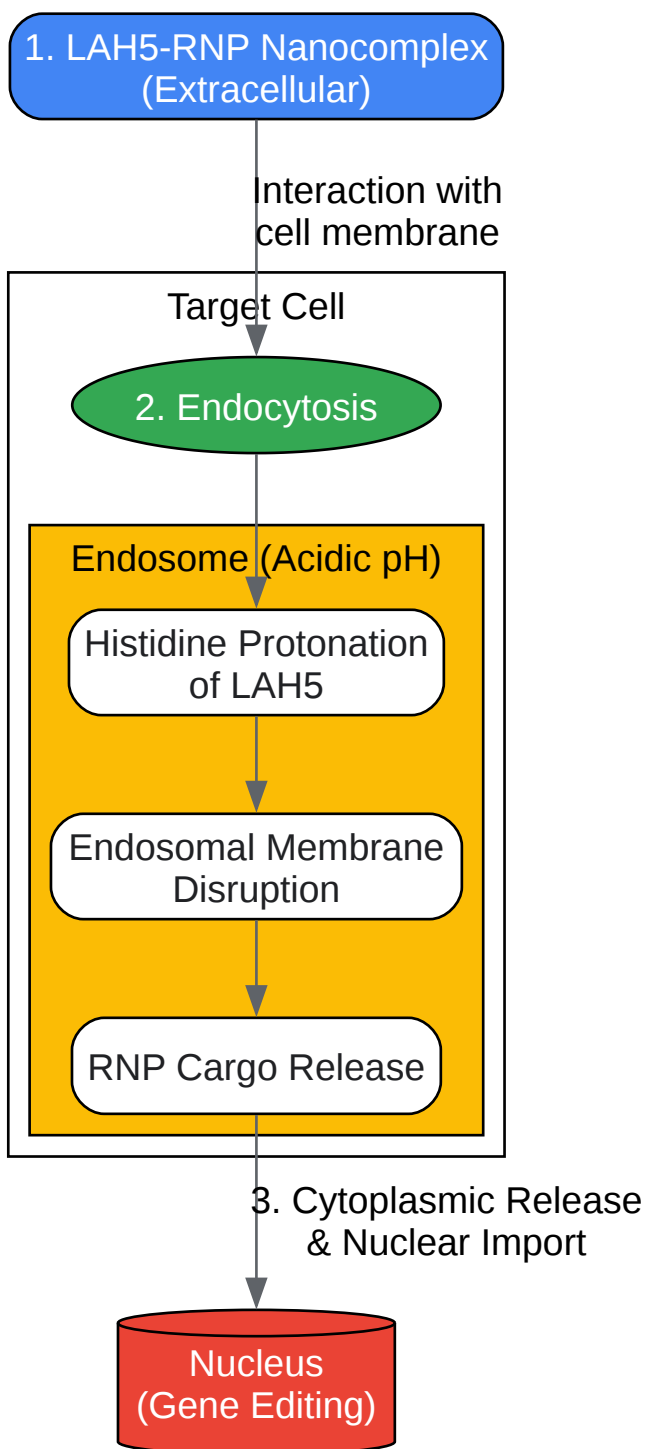 1. LAH5-RNP Nanocomplex
(Extracellular)
Interaction with
cell membrane
Target Cell
2. Endocytosis
Endosome (Acidic pH)
Histidine Protonation
of LAH5
Endosomal Membrane
Disruption
RNP Cargo Release
3. Cytoplasmic Release
& Nuclear Import
Nucleus
(Gene Editing)